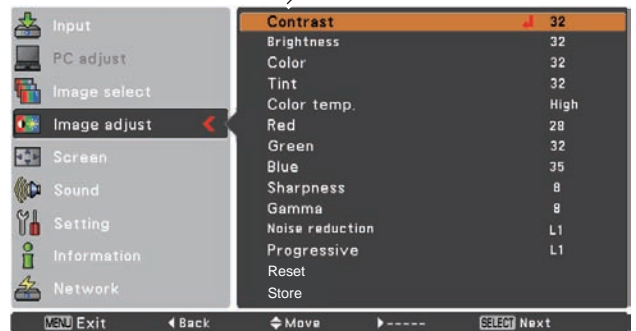 Input
PC adjust
Image select
Image adjust
Screen
Sound
Setting
Information
Network
Contrast 32
Brightness 32
Color 32
Tint 32
Color temp. High
Red 28
Green 32
Blue 35
Sharpness 8
Gamma 8
Noise reduction L1
Progressive L1
Reset
Store
MENU Exit ◀Back ◆Move ▶----- SELECT Next